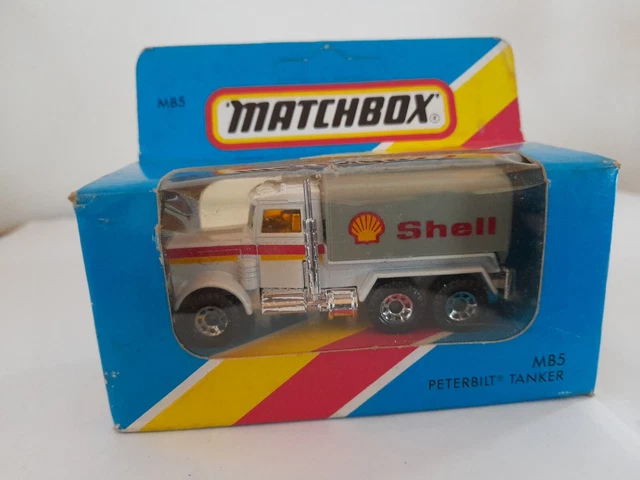 MB5
"MATCHBOX"®
Shell
MB5
PETERBILT® TANKER